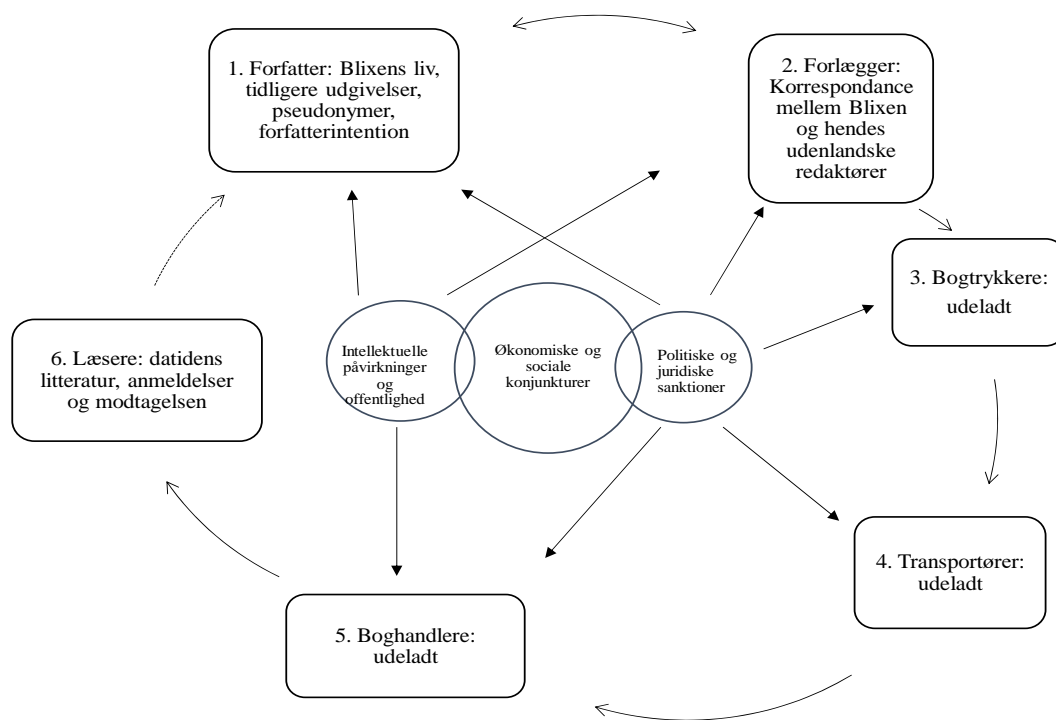 1. Forfatter: Blixens liv,
tidligere udgivelser,
pseudonymer,
forfatterintention
2. Forlægger:
Korrespondance
mellem Blixen
og hendes
udenlandske
redaktører
3. Bogtrykkere:
udeladt
4. Transportører:
udeladt
5. Boghandlere:
udeladt
6. Læsere: datidens
litteratur, anmeldelser
og modtagelsen
Intellektuelle
påvirkninger
og
offentlighed
Økonomiske og
sociale
konjunkturer
Politiske og
juridiske
sanktioner